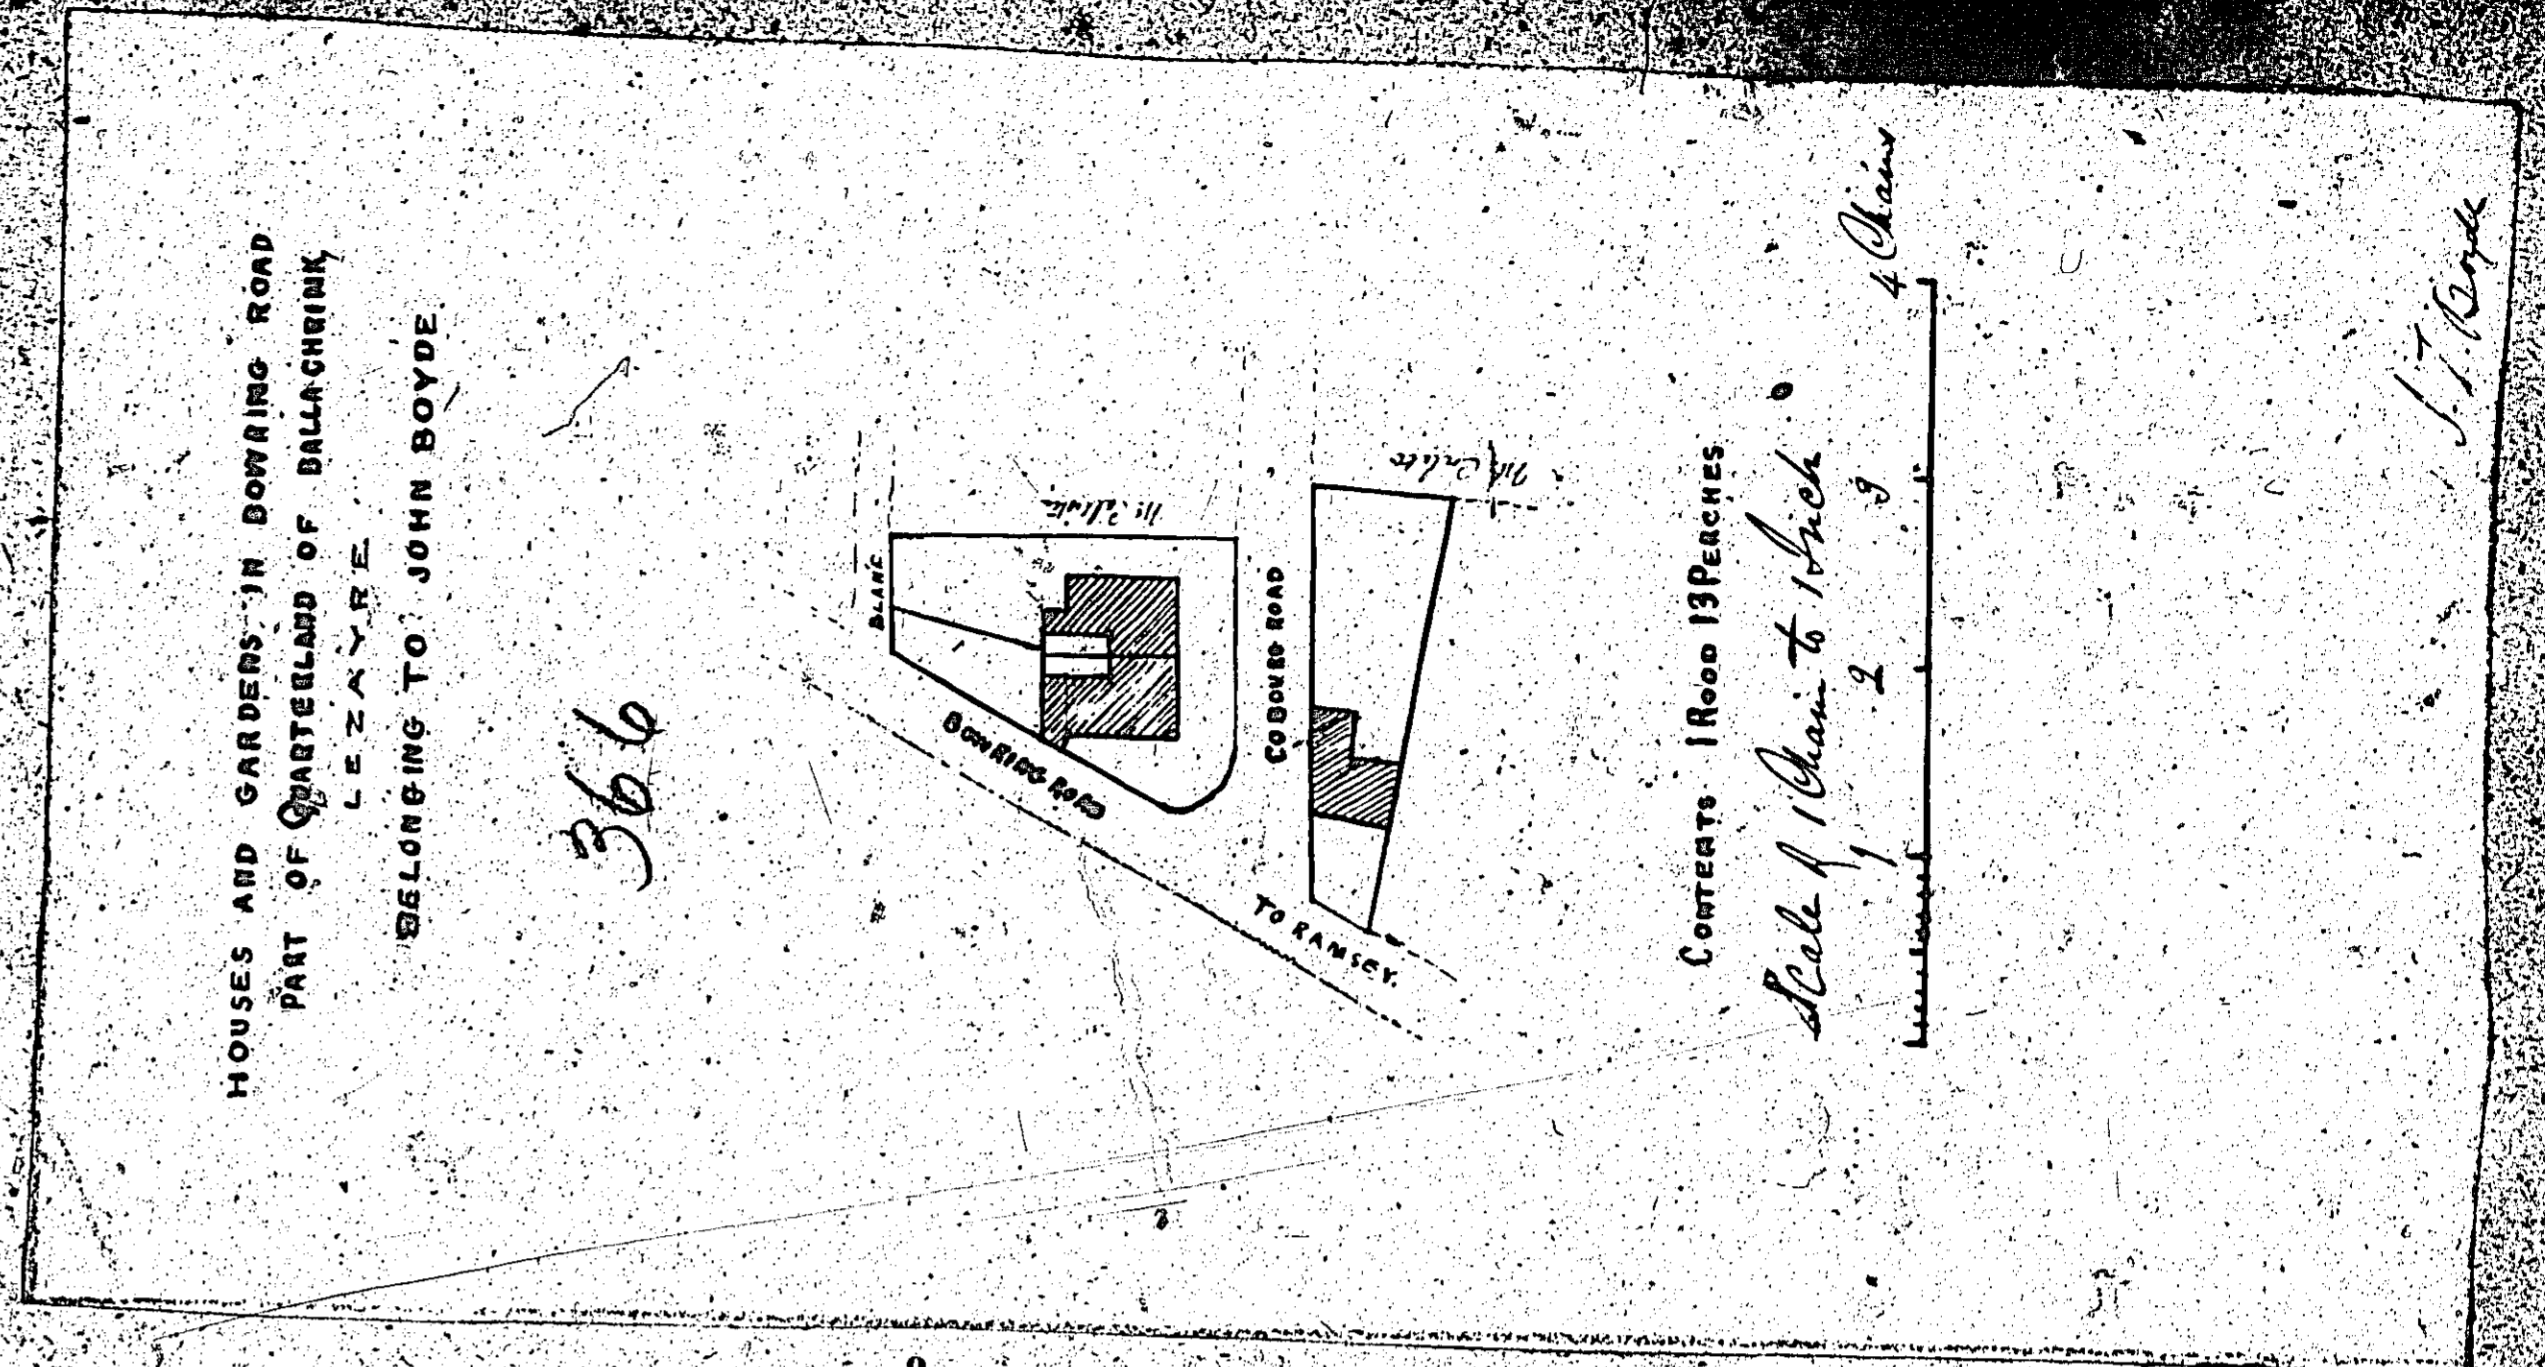 HOUSES AND GARDENS IN BOWRING ROAD
PART OF QUARTERLAND OF BALLACHRINK,
LEZAYRE
BELONGING TO JOHN BOYDE
366
BLANE
BOWRING ROAD
COBOURG ROAD
TO RAMSEY.
CONTENTS 1 ROOD 13 PERCHES
Scale of 1 Chain to 1 Inch
1 2 3 4 Chains
J. T. Boyde